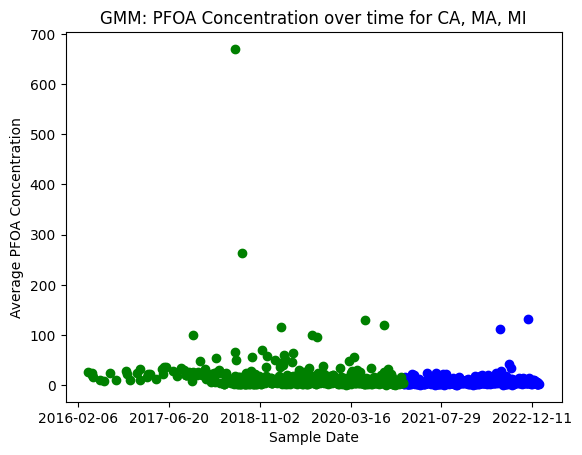 GMM: PFOA Concentration over time for CA, MA, MI
700
600
500
400
300
200
100
0
Average PFOA Concentration
2016-02-06 2017-06-20 2018-11-02 2020-03-16 2021-07-29 2022-12-11
Sample Date